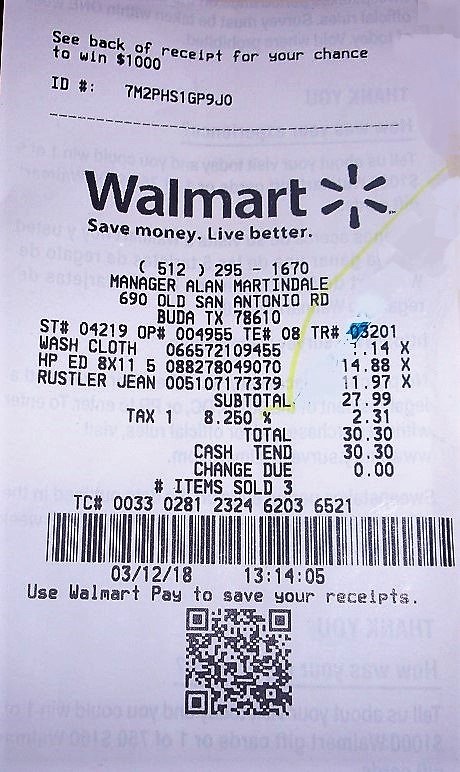 See back of receipt for your chance
to win $1000
ID #: 7M2PHS1GP9JO
Walmart
Save money. Live better.
( 512 ) 295 - 1670
MANAGER ALAN MARTINDALE
690 OLD SAN ANTONIO RD
BUDA TX 78610
ST# 04219 OP# 004955 TE# 08 TR# 03201
WASH CLOTH 066572109455 .14 X
HP ED 8X11 5 088278049070 14.88 X
RUSTLER JEAN 005107177379 11.97 X
SUBTOTAL 27.99
TAX 1 8.250 % 2.31
TOTAL 30.30
CASH TEND 30.30
CHANGE DUE 0.00
# ITEMS SOLD 3
TC# 0033 0281 2324 6203 6521
03/12/18 13:14:05
Use Walmart Pay to save your receipts.